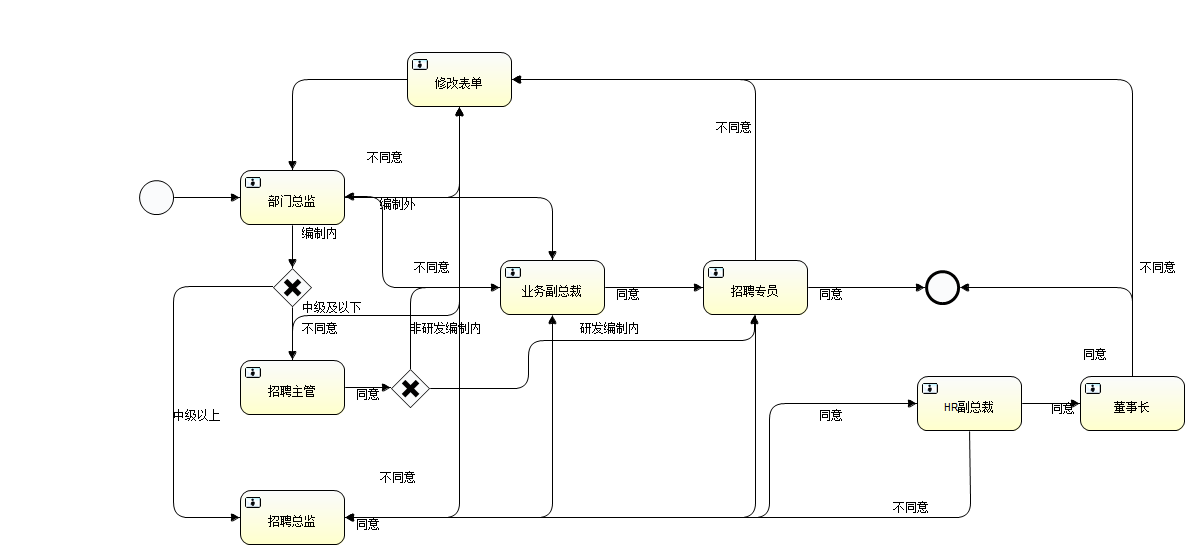 修改表单
不同意
不同意
部门总监
编制外
编制内
不同意
不同意
业务副总裁
招聘专员
同意
同意
中级及以下
不同意
非研发编制内
研发编制内
同意
招聘主管
同意
HR副总裁
同意
董事长
中级以上
同意
不同意
不同意
招聘总监
同意